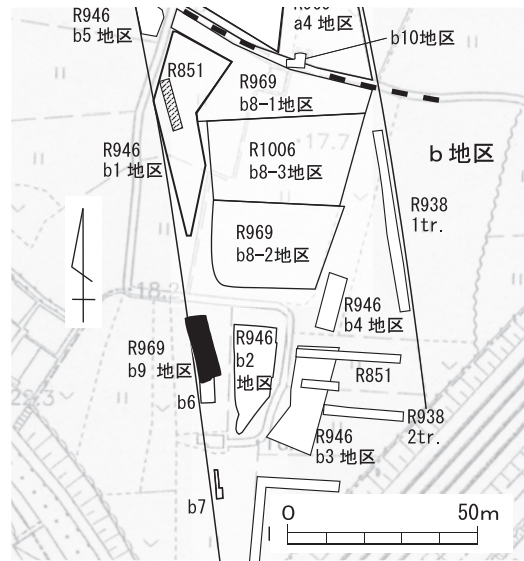 R946
b5 地区
R969
a4 地区
b10地区
R851
R969
b8-1地区
17.7
R946
b1 地区
R1006
b8-3地区
b 地区
R938
1tr.
R969
b8-2地区
18.2
R946
b4 地区
R969
b9 地区
R946
b2
地区
R851
b6
R938
2tr.
R946
b3 地区
b7
0
50m